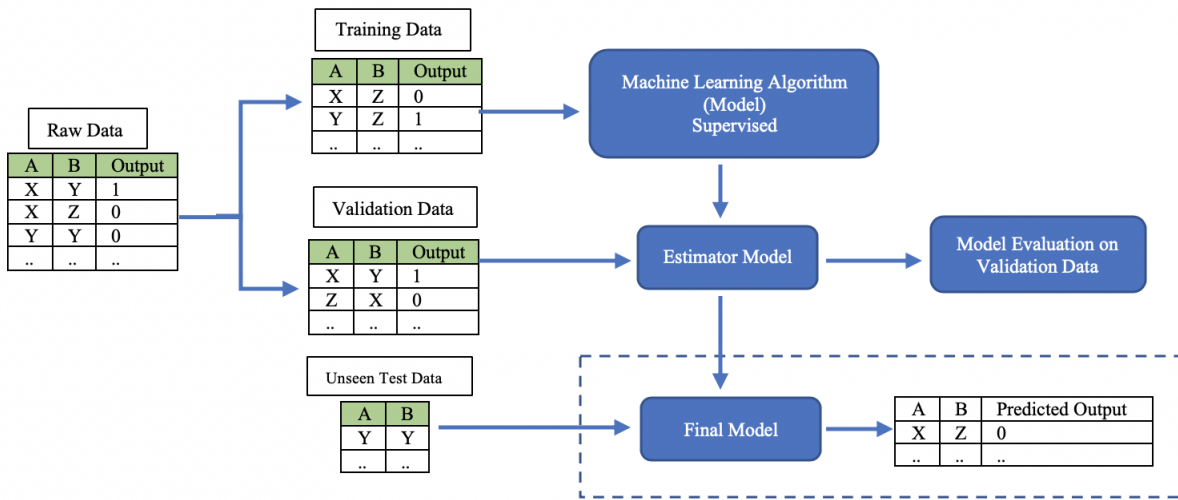 Raw Data
A B Output
X Y 1
X Z 0
Y Y 0
.. .. ..
Training Data
A B Output
X Z 0
Y Z 1
.. .. ..
Validation Data
A B Output
X Y 1
Z X 0
.. .. ..
Unseen Test Data
A B
Y Y
.. ..
Machine Learning Algorithm
(Model)
Supervised
Estimator Model
Model Evaluation on
Validation Data
Final Model
A B Predicted Output
X Z 0
.. .. ..